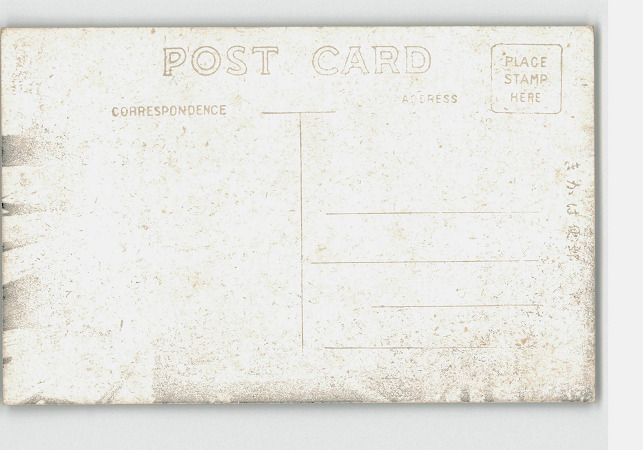 POST CARD
PLACE
STAMP
HERE
CORRESPONDENCE
ADDRESS